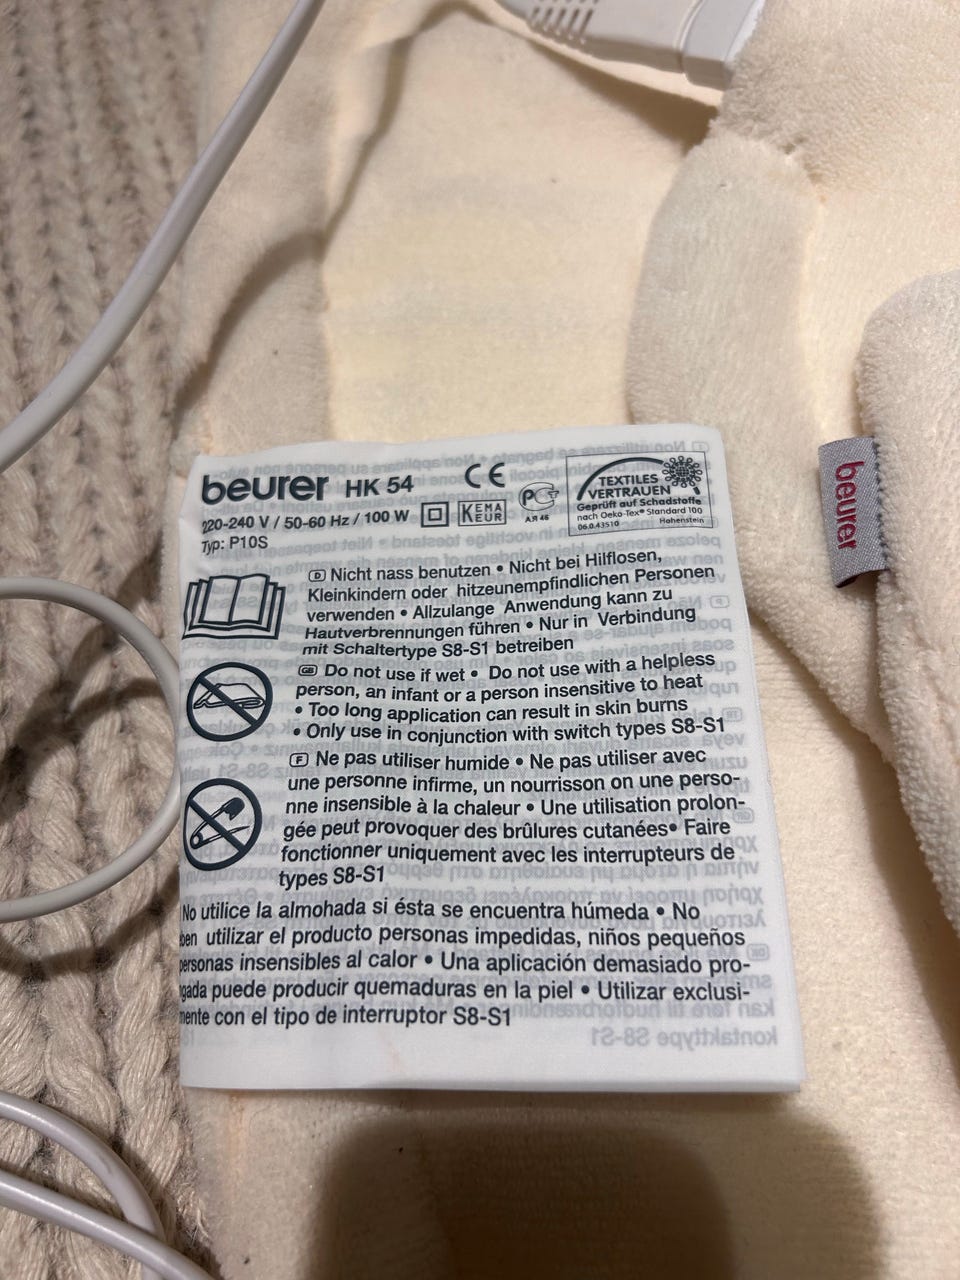 beurer HK 54
220-240 V / 50-60 Hz / 100 W
Typ: P10S
CE
KEMA
EUR
PCT
АЯ 46
TEXTILES
VERTRAUEN
Geprüft auf Schadstoffe
nach Oeko-Tex® Standard 100
06.0.43510 Hohenstein
D Nicht nass benutzen • Nicht bei Hilflosen,
Kleinkindern oder hitzeunempfindlichen Personen
verwenden • Allzulange Anwendung kann zu
Hautverbrennungen führen • Nur in Verbindung
mit Schaltertype S8-S1 betreiben
GB Do not use if wet • Do not use with a helpless
person, an infant or a person insensitive to heat
• Too long application can result in skin burns
• Only use in conjunction with switch types S8-S1
F Ne pas utiliser humide • Ne pas utiliser avec
une personne infirme, un nourrisson on une perso-
nne insensible à la chaleur • Une utilisation prolon-
gée peut provoquer des brûlures cutanées• Faire
fonctionner uniquement avec les interrupteurs de
types S8-S1
No utilice la almohada si ésta se encuentra húmeda • No
ben utilizar el producto personas impedidas, niños pequeños
personas insensibles al calor • Una aplicación demasiado pro-
gada puede producir quemaduras en la piel • Utilizar exclusi-
mente con el tipo de interruptor S8-S1
beurer